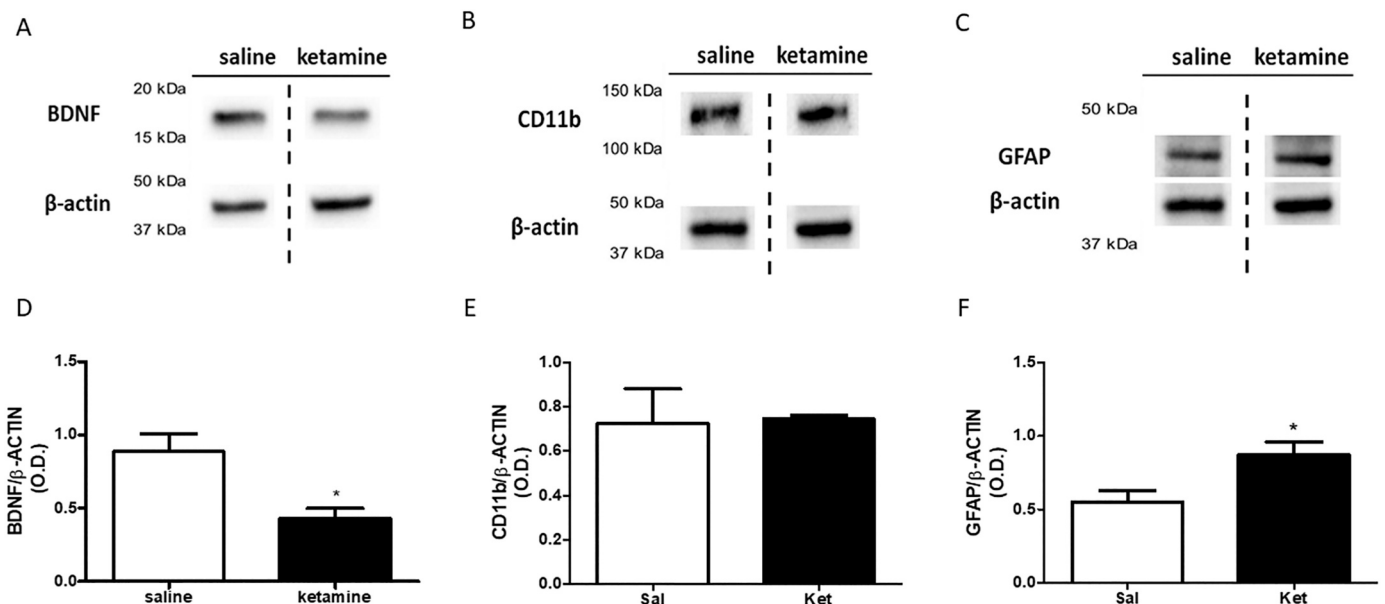 A
saline ketamine
20 kDa
BDNF
15 kDa
50 kDa
β-actin
37 kDa
B
saline ketamine
150 kDa
CD11b
100 kDa
50 kDa
β-actin
37 kDa
C
saline ketamine
50 kDa
GFAP
β-actin
37 kDa
D
BDNF/β-ACTIN
(O.D.)
1.5
1.0
0.5
0.0
*
saline ketamine
E
CD11b/β-ACTIN
(O.D.)
1.0
0.8
0.6
0.4
0.2
0.0
Sal Ket
F
GFAP/β-ACTIN
(O.D.)
1.5
1.0
0.5
0.0
*
Sal Ket